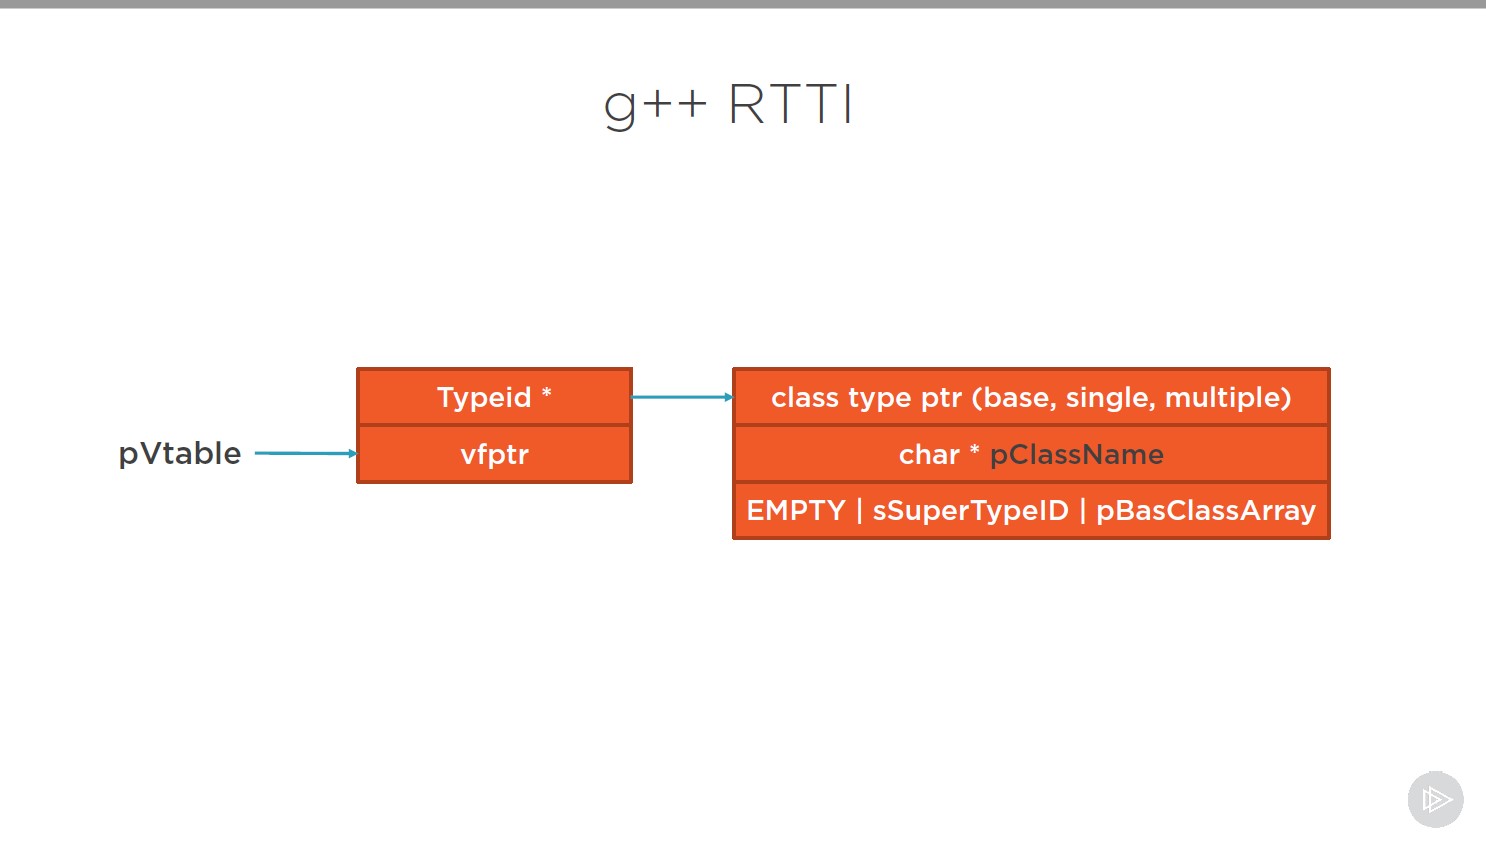 g++ RTTI
Typeid *
class type ptr (base, single, multiple)
pVtable
vfptr
char * pClassName
EMPTY | sSuperTypeID | pBasClassArray